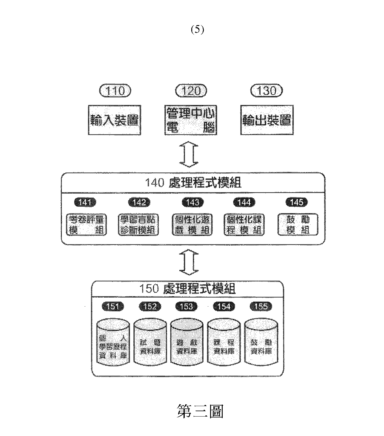 (5)
110 120 130
輸入裝置 管理中心電腦 輸出裝置
140 處理程式模組
141 142 143 144 145
考卷評量模組 學習盲點診斷模組 個性化遊戲模組 個性化課程模組 鼓勵模組
150 處理程式模組
151 152 153 154 155
個人學習歷程資料庫 試題資料庫 遊戲資料庫 課程資料庫 鼓勵資料庫
第三圖